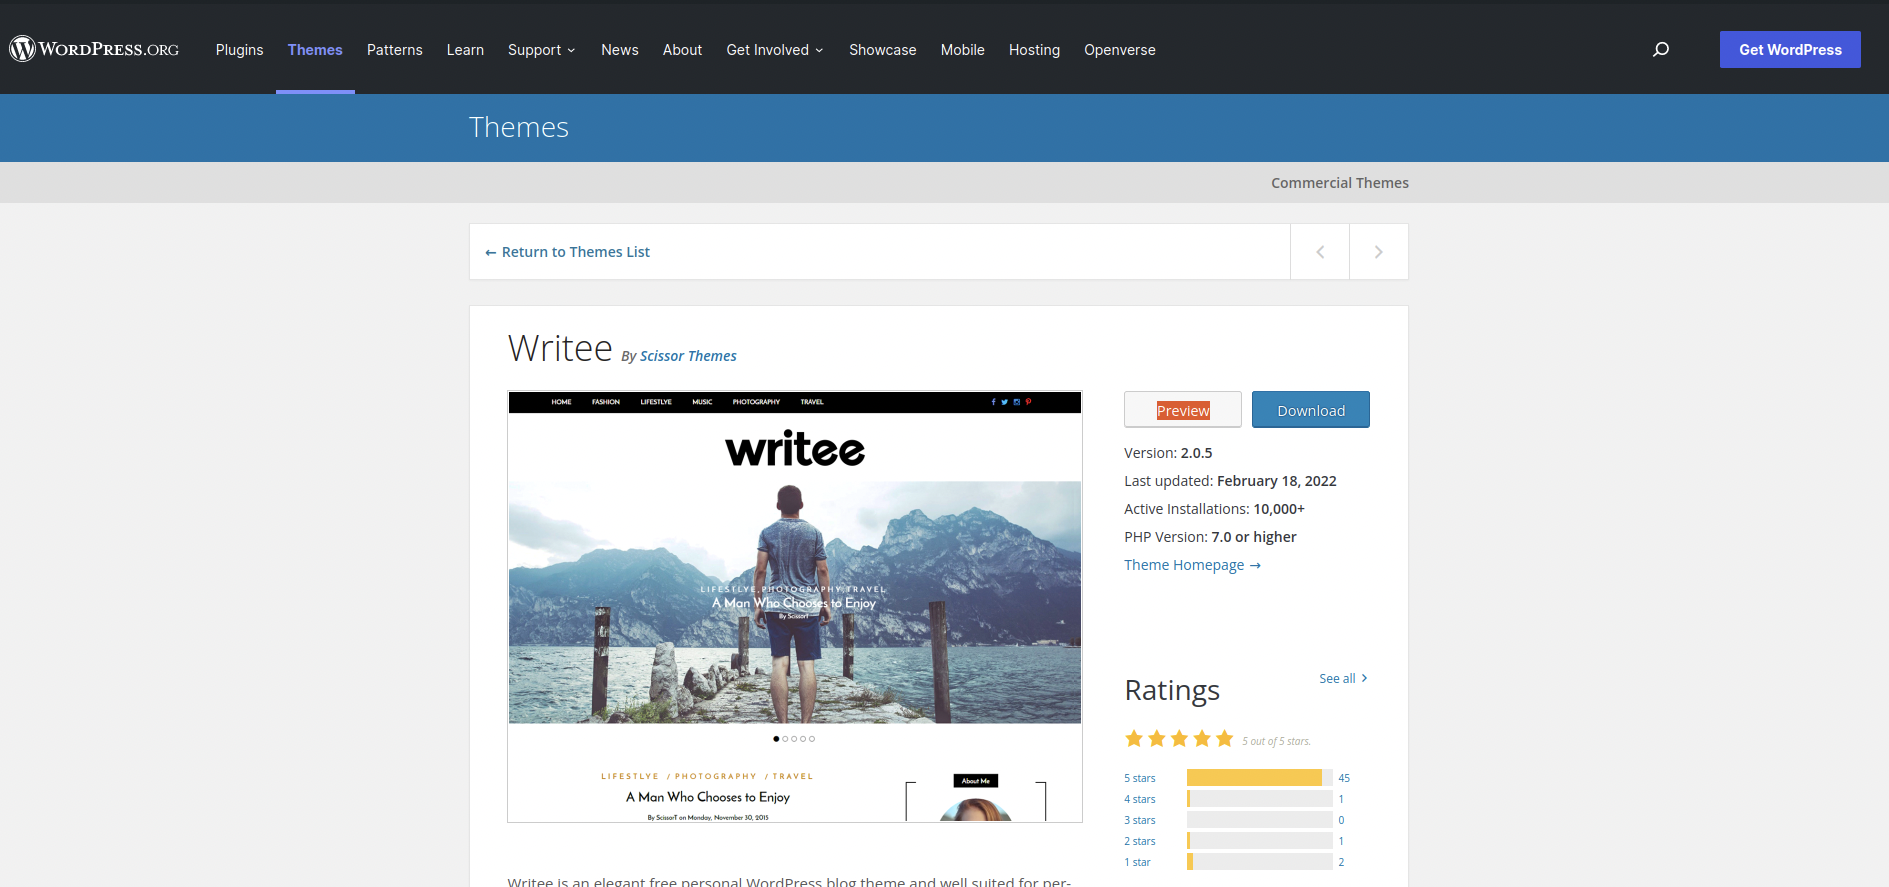 WORDPRESS.ORG Plugins Themes Patterns Learn Support News About Get Involved Showcase Mobile Hosting Openverse Get WordPress
Themes
Commercial Themes
← Return to Themes List
Writee By Scissor Themes
HOME FASHION LIFESTLYE MUSIC PHOTOGRAPHY TRAVEL
writee
LIFESTLYE, PHOTOGRAPHY, TRAVEL
A Man Who Chooses to Enjoy
By ScissorT
LIFESTLYE / PHOTOGRAPHY / TRAVEL
A Man Who Chooses to Enjoy
By ScissorT on Monday, November 30, 2015
About Me
Preview Download
Version: 2.0.5
Last updated: February 18, 2022
Active Installations: 10,000+
PHP Version: 7.0 or higher
Theme Homepage →
Ratings See all >
5 out of 5 stars.
5 stars 45
4 stars 1
3 stars 0
2 stars 1
1 star 2
Writee is an elegant free personal WordPress blog theme and well suited for per-